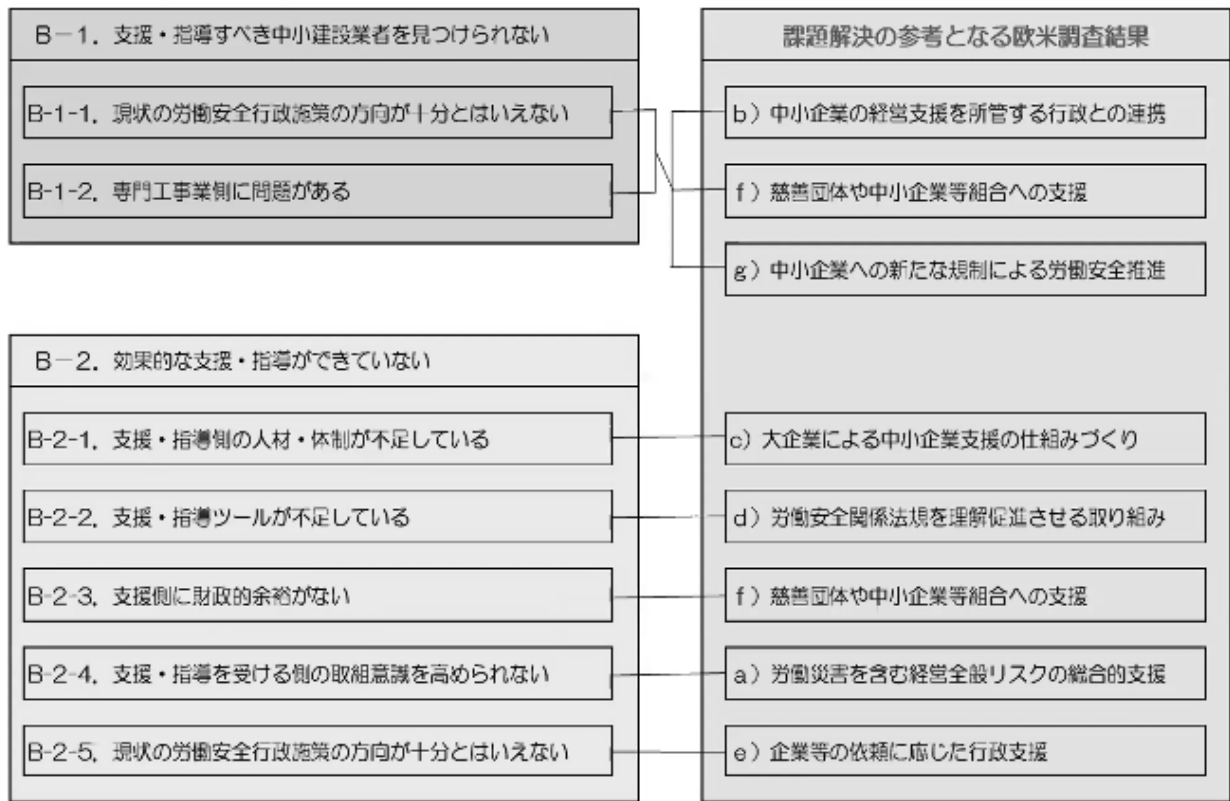 B－1．支援・指導すべき中小建設業者を見つけられない
B-1-1．現状の労働安全行政施策の方向が十分とはいえない
B-1-2．専門工事業側に問題がある
課題解決の参考となる欧米調査結果
b）中小企業の経営支援を所管する行政との連携
f）慈善団体や中小企業等組合への支援
g）中小企業への新たな規制による労働安全推進
B－2．効果的な支援・指導ができていない
B-2-1．支援・指導側の人材・体制が不足している
B-2-2．支援・指導ツールが不足している
B-2-3．支援側に財政的余裕がない
B-2-4．支援・指導を受ける側の取組意識を高められない
B-2-5．現状の労働安全行政施策の方向が十分とはいえない
c）大企業による中小企業支援の仕組みづくり
d）労働安全関係法規を理解促進させる取り組み
f）慈善団体や中小企業等組合への支援
a）労働災害を含む経営全般リスクの総合的支援
e）企業等の依頼に応じた行政支援